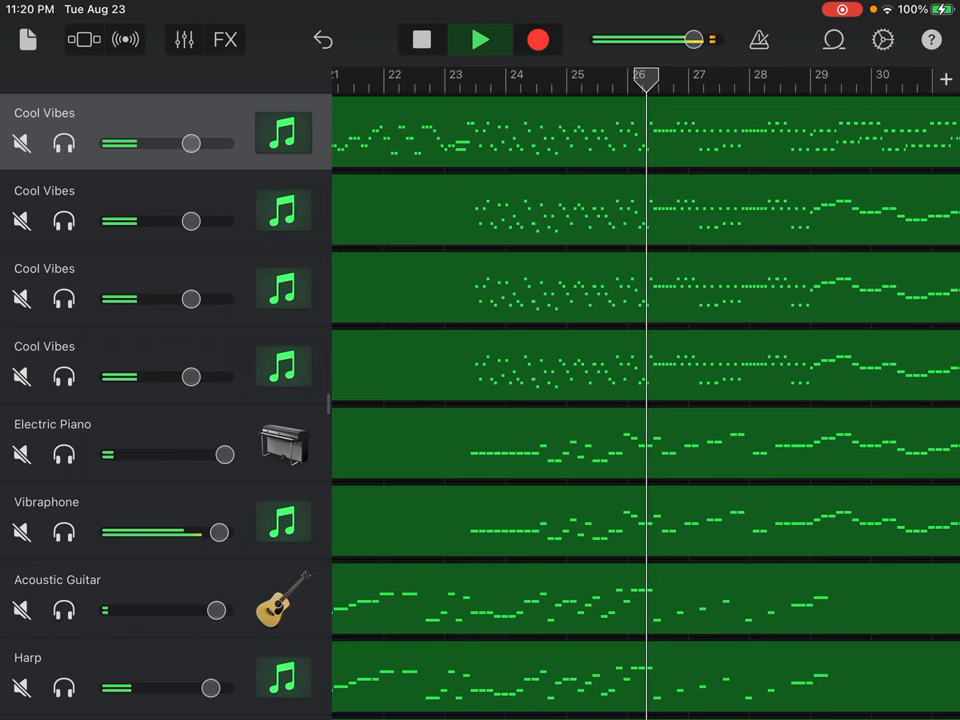 11:20 PM Tue Aug 23
100%
FX
?
21 22 23 24 25 26 27 28 29 30 +
Cool Vibes
Cool Vibes
Cool Vibes
Cool Vibes
Electric Piano
Vibraphone
Acoustic Guitar
Harp